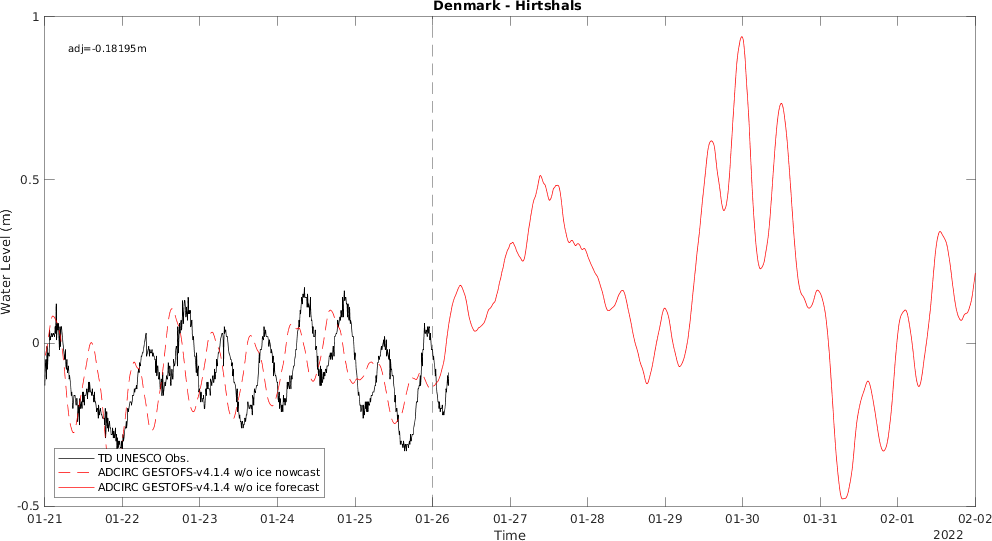 Denmark - Hirtshals
1
adj=-0.18195m
0.5
Water Level (m)
0
TD UNESCO Obs.
ADCIRC GESTOFS-v4.1.4 w/o ice nowcast
ADCIRC GESTOFS-v4.1.4 w/o ice forecast
-0.5
01-21 01-22 01-23 01-24 01-25 01-26 01-27 01-28 01-29 01-30 01-31 02-01 02-02
Time
2022